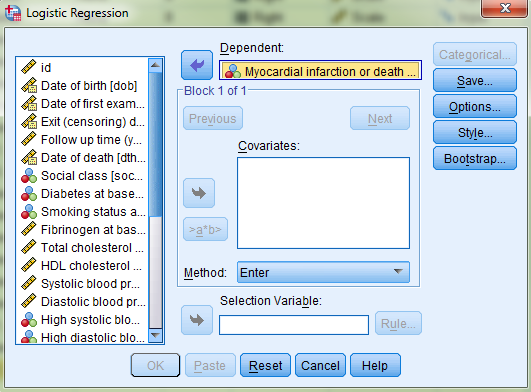 Logistic Regression
Dependent:
Myocardial infarction or death ...
Categorical...
Save...
Options...
Style...
Bootstrap...
id
Date of birth [dob]
Date of first exam...
Exit (censoring) d...
Follow up time (y...
Date of death [dth...
Social class [soc...
Diabetes at base...
Smoking status a...
Fibrinogen at bas...
Total cholesterol ...
HDL cholesterol ...
Systolic blood pr...
Diastolic blood pr...
High systolic blo...
High diastolic blo...
Block 1 of 1
Previous
Next
Covariates:
>a*b>
Method:
Enter
Selection Variable:
Rule...
OK
Paste
Reset
Cancel
Help